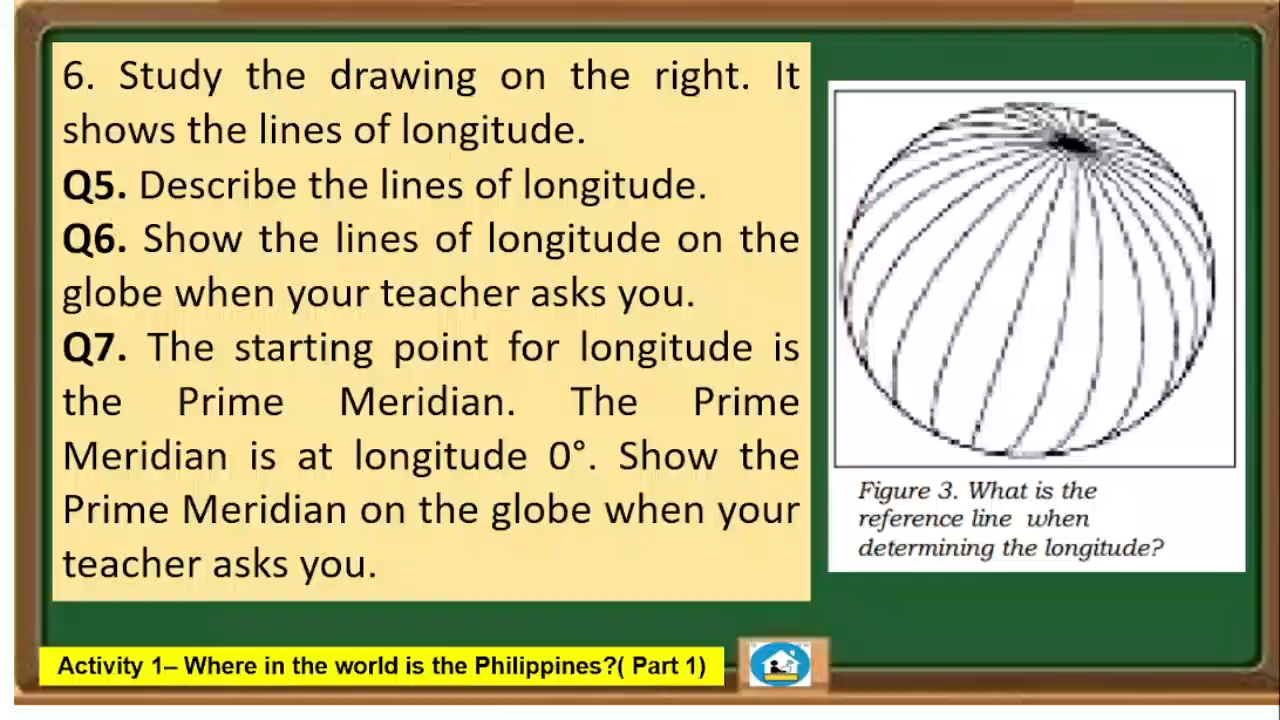 6. Study the drawing on the right. It
shows the lines of longitude.
Q5. Describe the lines of longitude.
Q6. Show the lines of longitude on the
globe when your teacher asks you.
Q7. The starting point for longitude is
the Prime Meridian. The Prime
Meridian is at longitude 0°. Show the
Prime Meridian on the globe when your
teacher asks you.
Figure 3. What is the
reference line when
determining the longitude?
Activity 1– Where in the world is the Philippines?( Part 1)